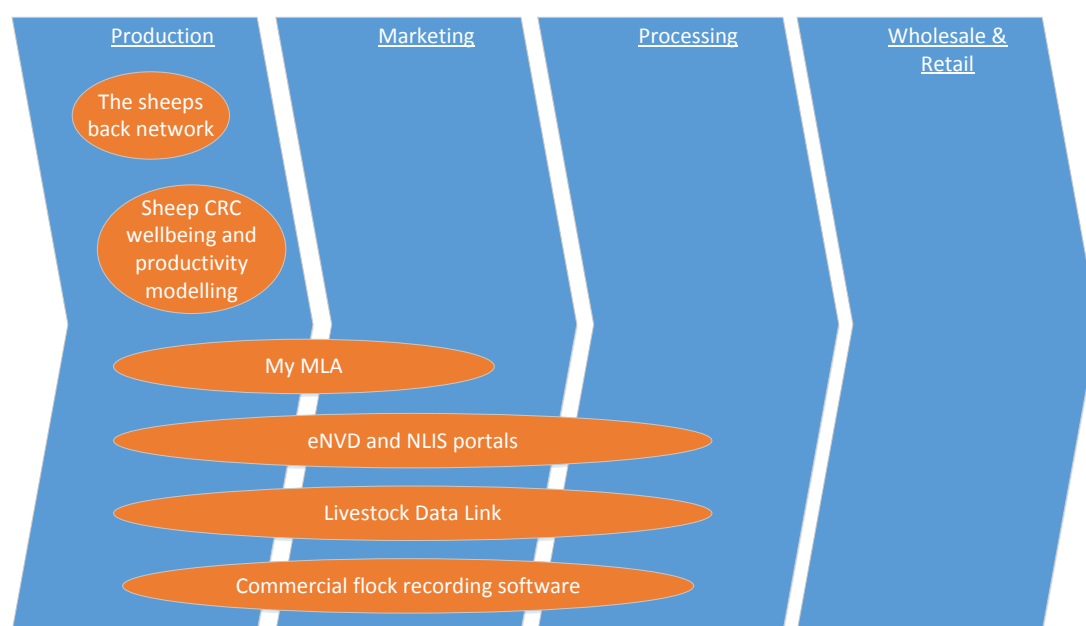 Production
Marketing
Processing
Wholesale &
Retail
The sheeps
back network
Sheep CRC
wellbeing and
productivity
modelling
My MLA
eNVD and NLIS portals
Livestock Data Link
Commercial flock recording software